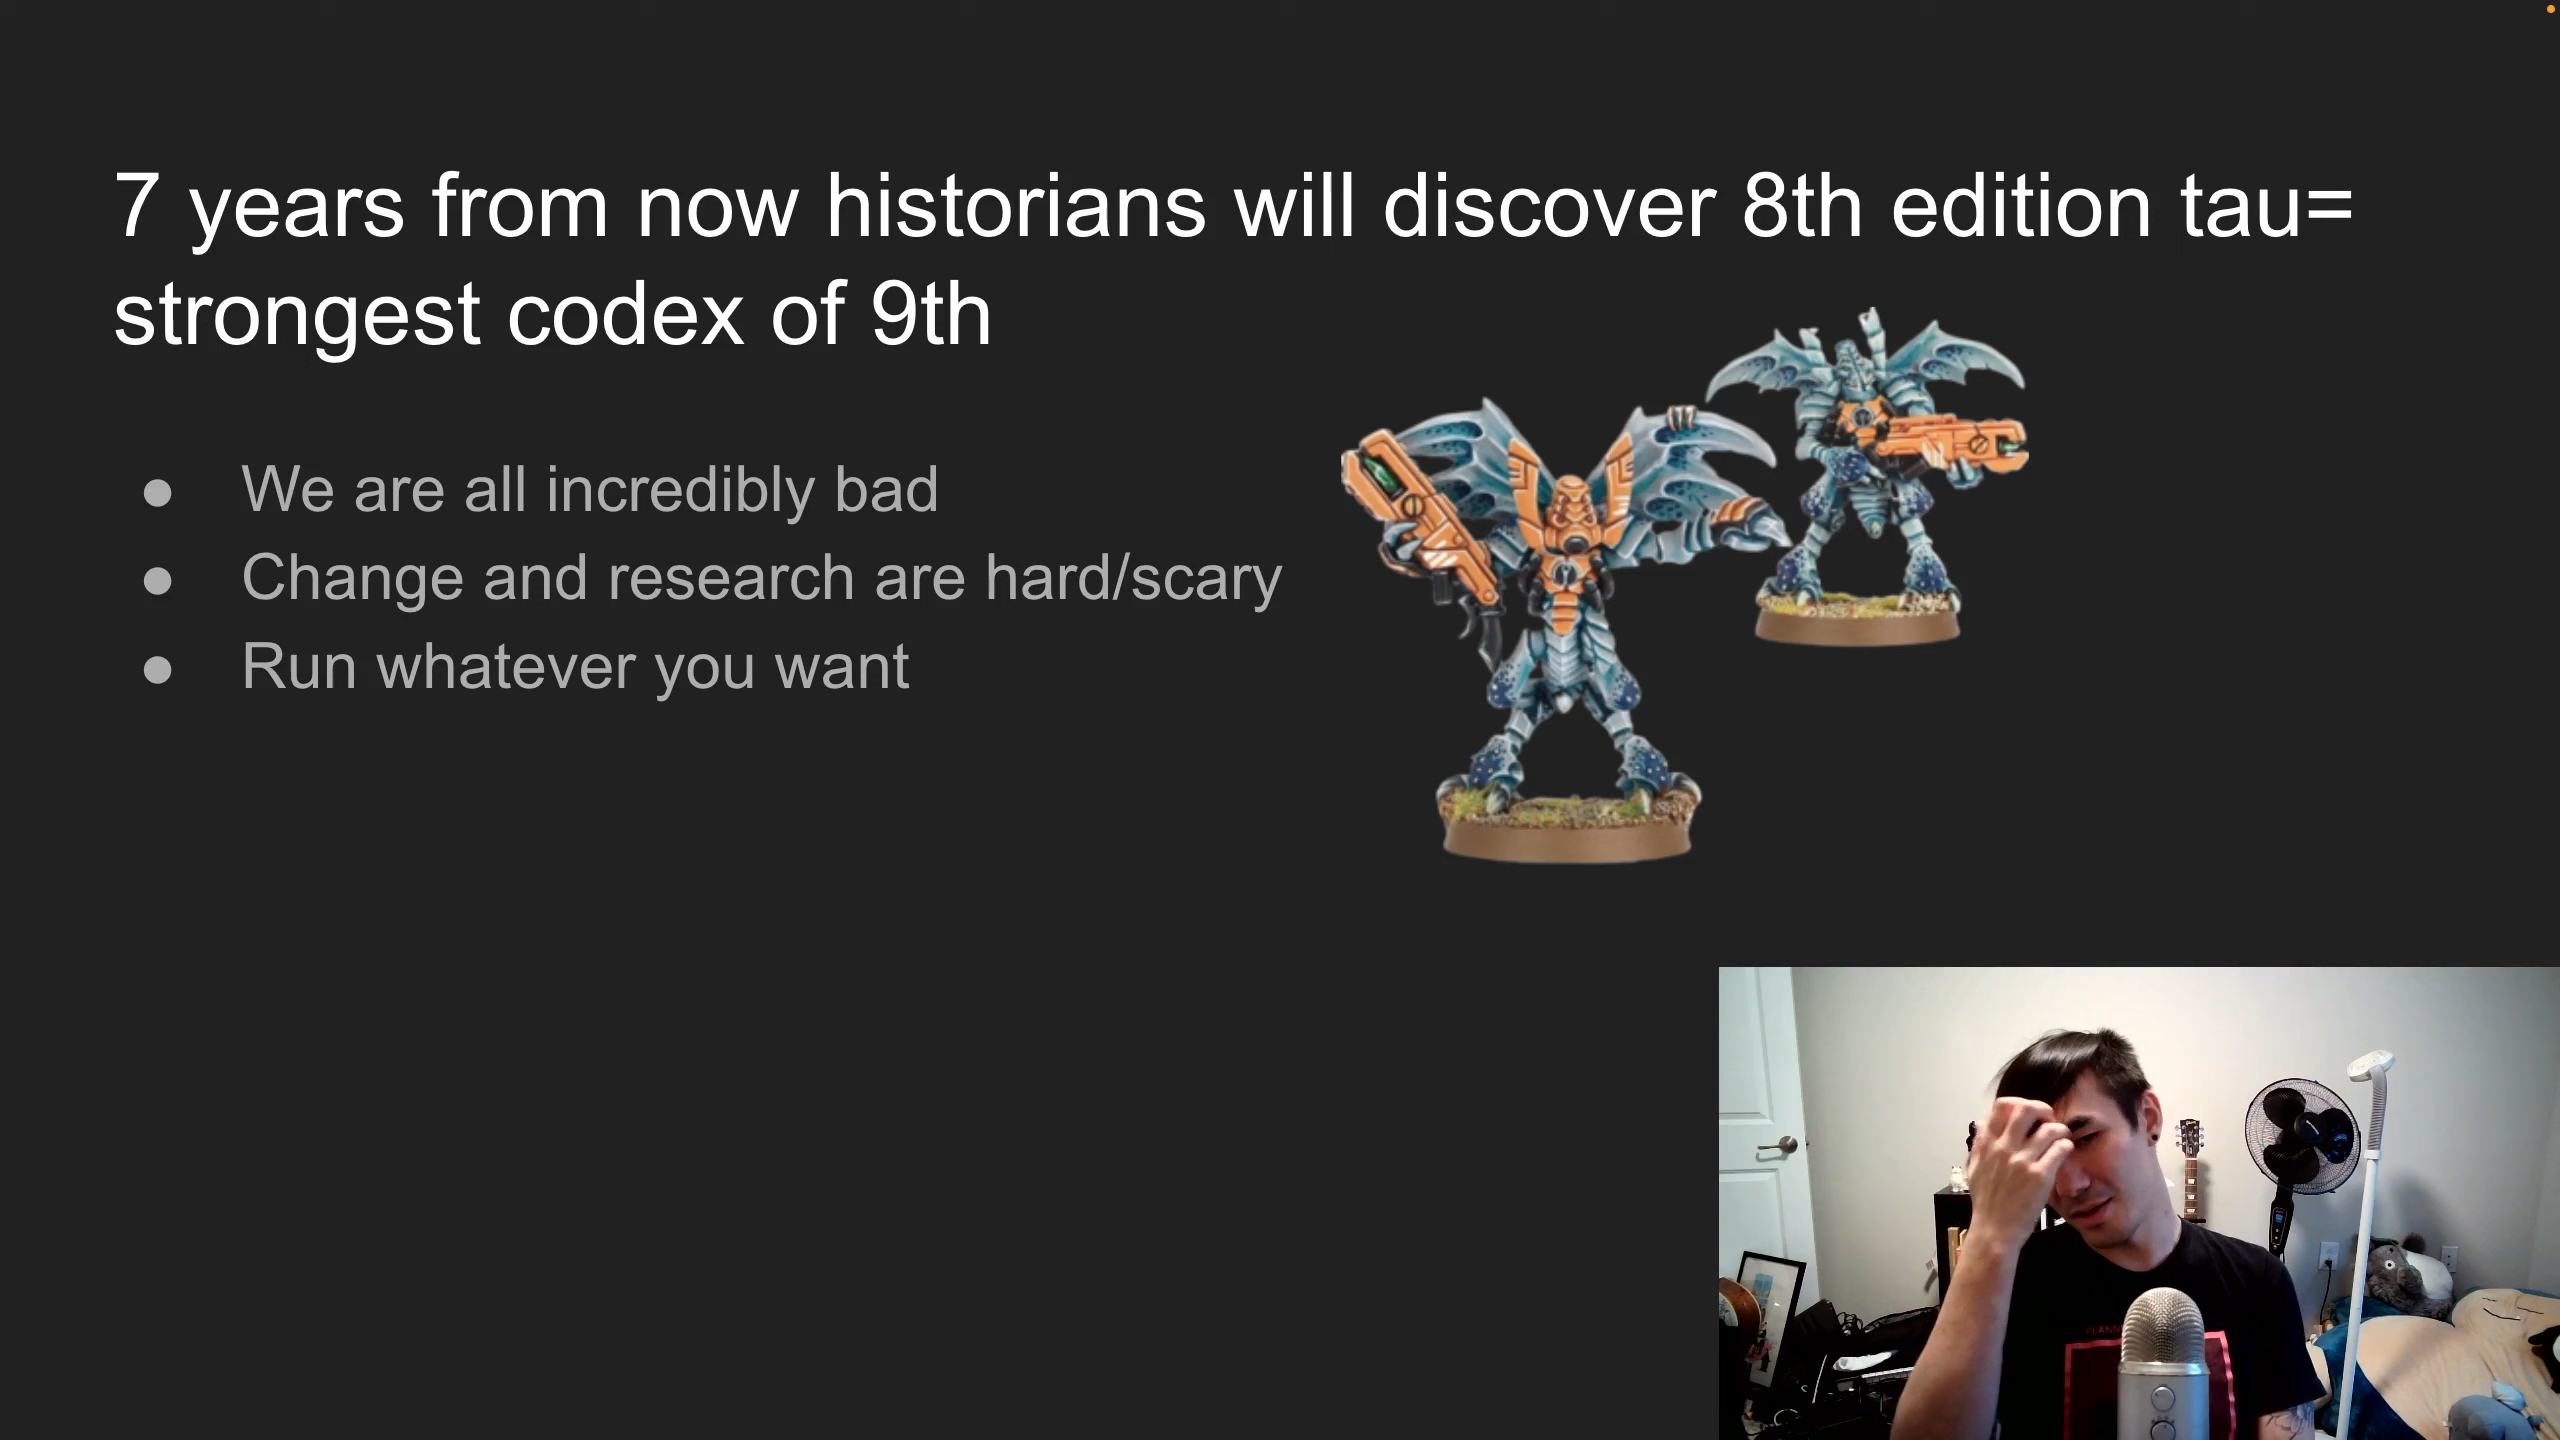 7 years from now historians will discover 8th edition tau=
strongest codex of 9th
● We are all incredibly bad
● Change and research are hard/scary
● Run whatever you want